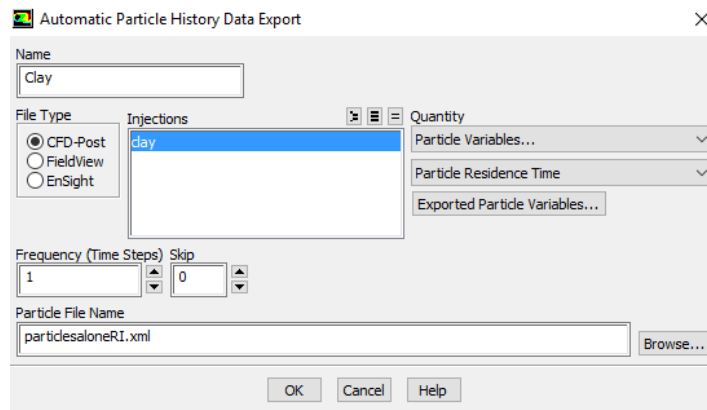 Automatic Particle History Data Export
Name
Clay
File Type
Injections
Quantity
CFD-Post
FieldView
EnSight
clay
Particle Variables...
Particle Residence Time
Exported Particle Variables...
Frequency (Time Steps) Skip
1
0
Particle File Name
particlesaloneRI.xml
Browse...
OK
Cancel
Help